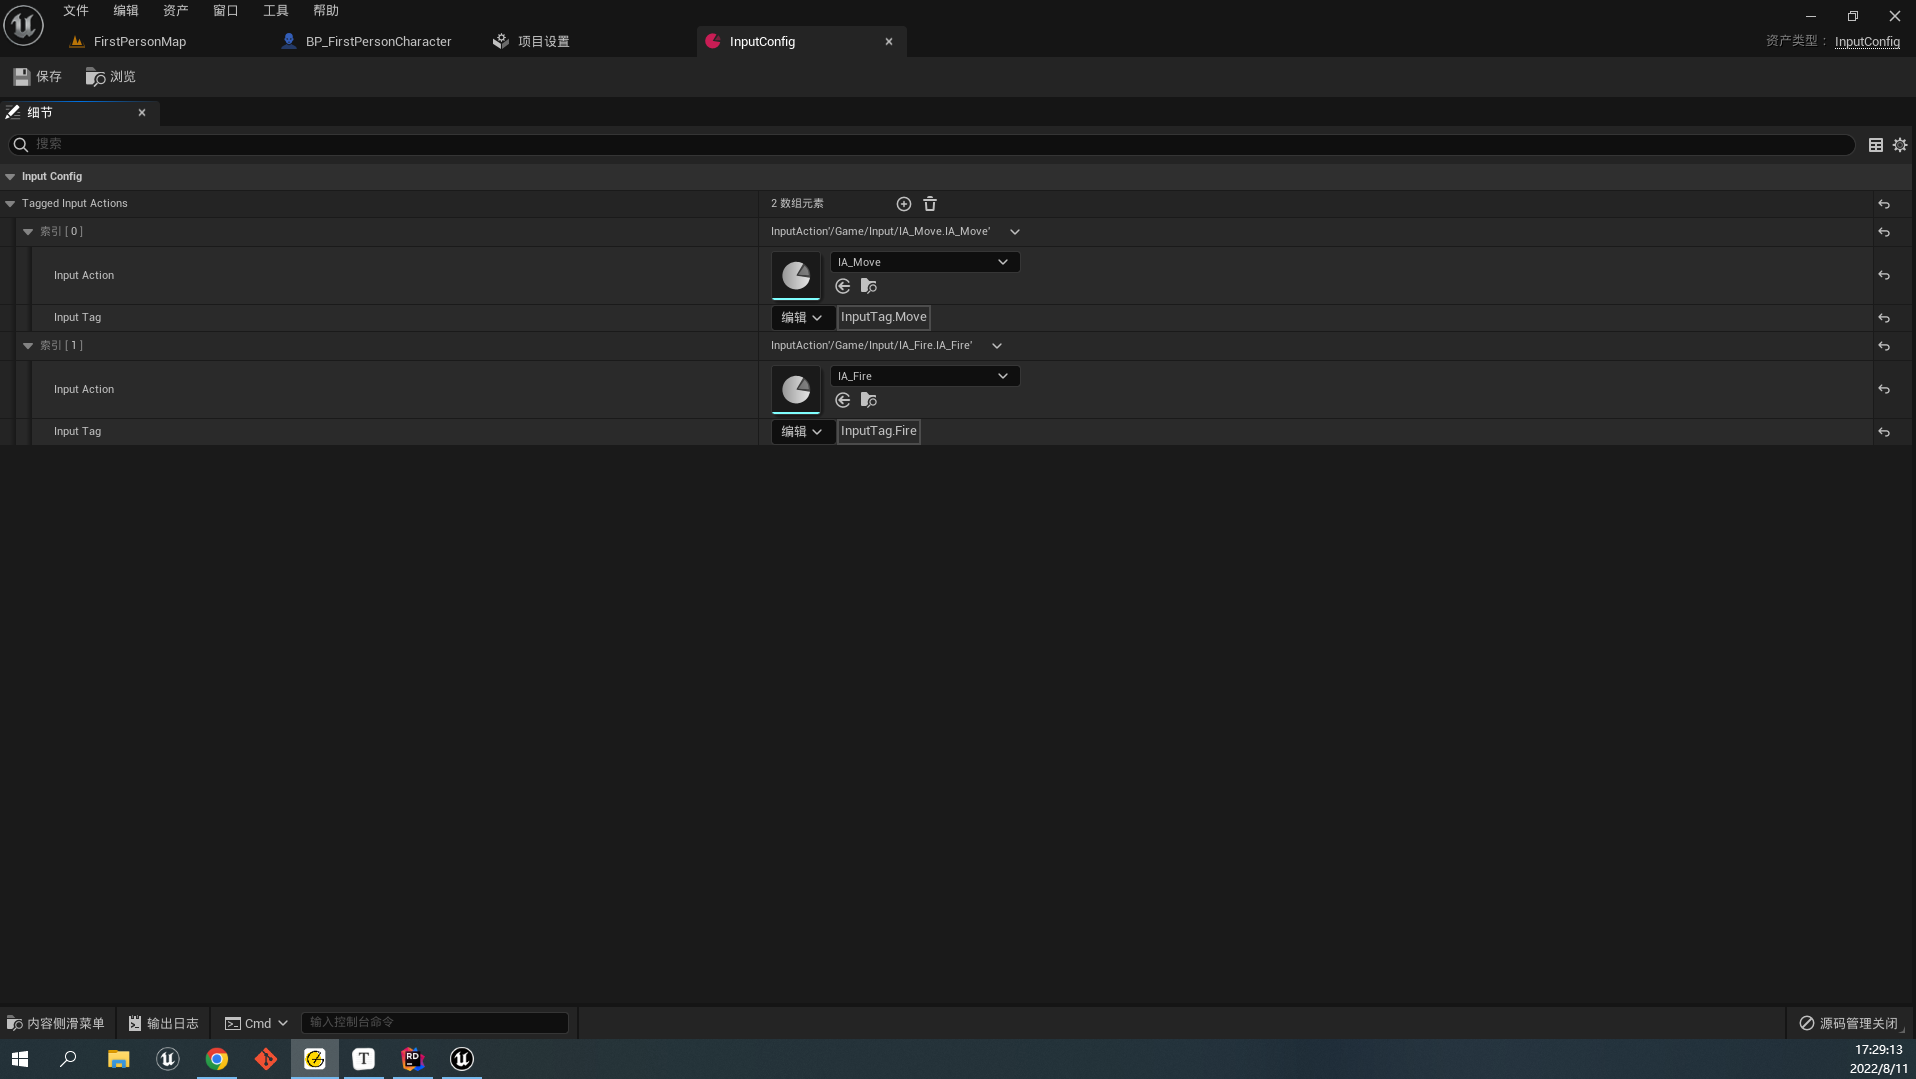 文件 编辑 资产 窗口 工具 帮助
FirstPersonMap BP_FirstPersonCharacter 项目设置 InputConfig 资产类型： InputConfig
保存 浏览
细节
搜索
Input Config
Tagged Input Actions 2 数组元素
索引 [ 0 ] InputAction'/Game/Input/IA_Move.IA_Move'
Input Action IA_Move
Input Tag 编辑 InputTag.Move
索引 [ 1 ] InputAction'/Game/Input/IA_Fire.IA_Fire'
Input Action IA_Fire
Input Tag 编辑 InputTag.Fire
内容侧滑菜单 输出日志 Cmd 输入控制台命令 源码管理关闭
T RD
17:29:13
2022/8/11